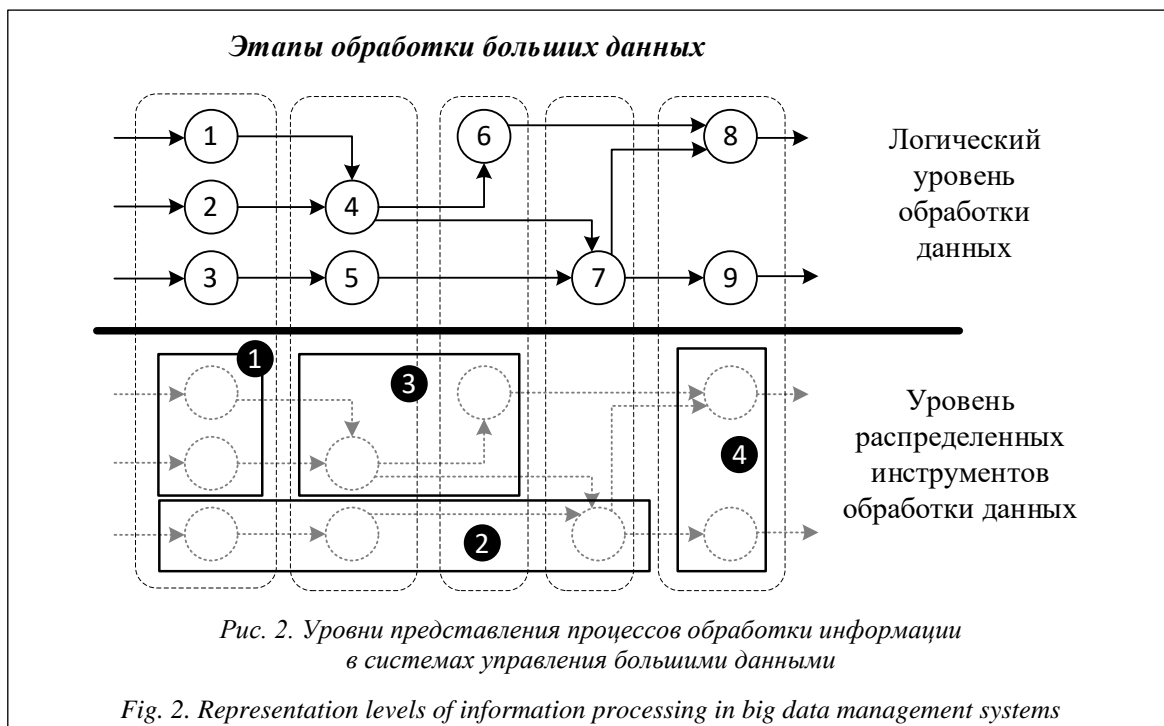 Этапы обработки больших данных
1
6
8
2
4
3
5
7
9
Логический
уровень
обработки
данных
1
3
4
2
Уровень
распределенных
инструментов
обработки данных
Рис. 2. Уровни представления процессов обработки информации
в системах управления большими данными
Fig. 2. Representation levels of information processing in big data management systems